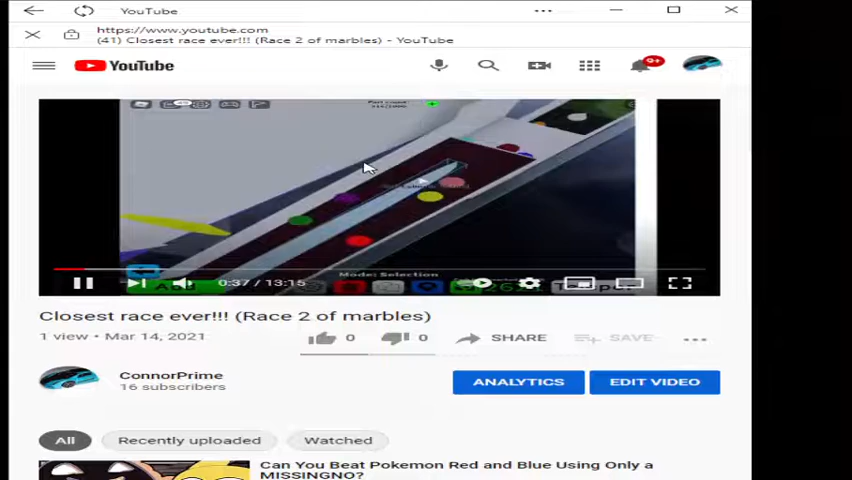 YouTube
https://www.youtube.com
(41) Closest race ever!!! (Race 2 of marbles) - YouTube
YouTube
9+
Mode: Selection
0:37 / 13:15
Closest race ever!!! (Race 2 of marbles)
1 view • Mar 14, 2021
0
0
SHARE
SAVE
ConnorPrime
16 subscribers
ANALYTICS
EDIT VIDEO
All
Recently uploaded
Watched
Can You Beat Pokemon Red and Blue Using Only a
MISSINGNO?